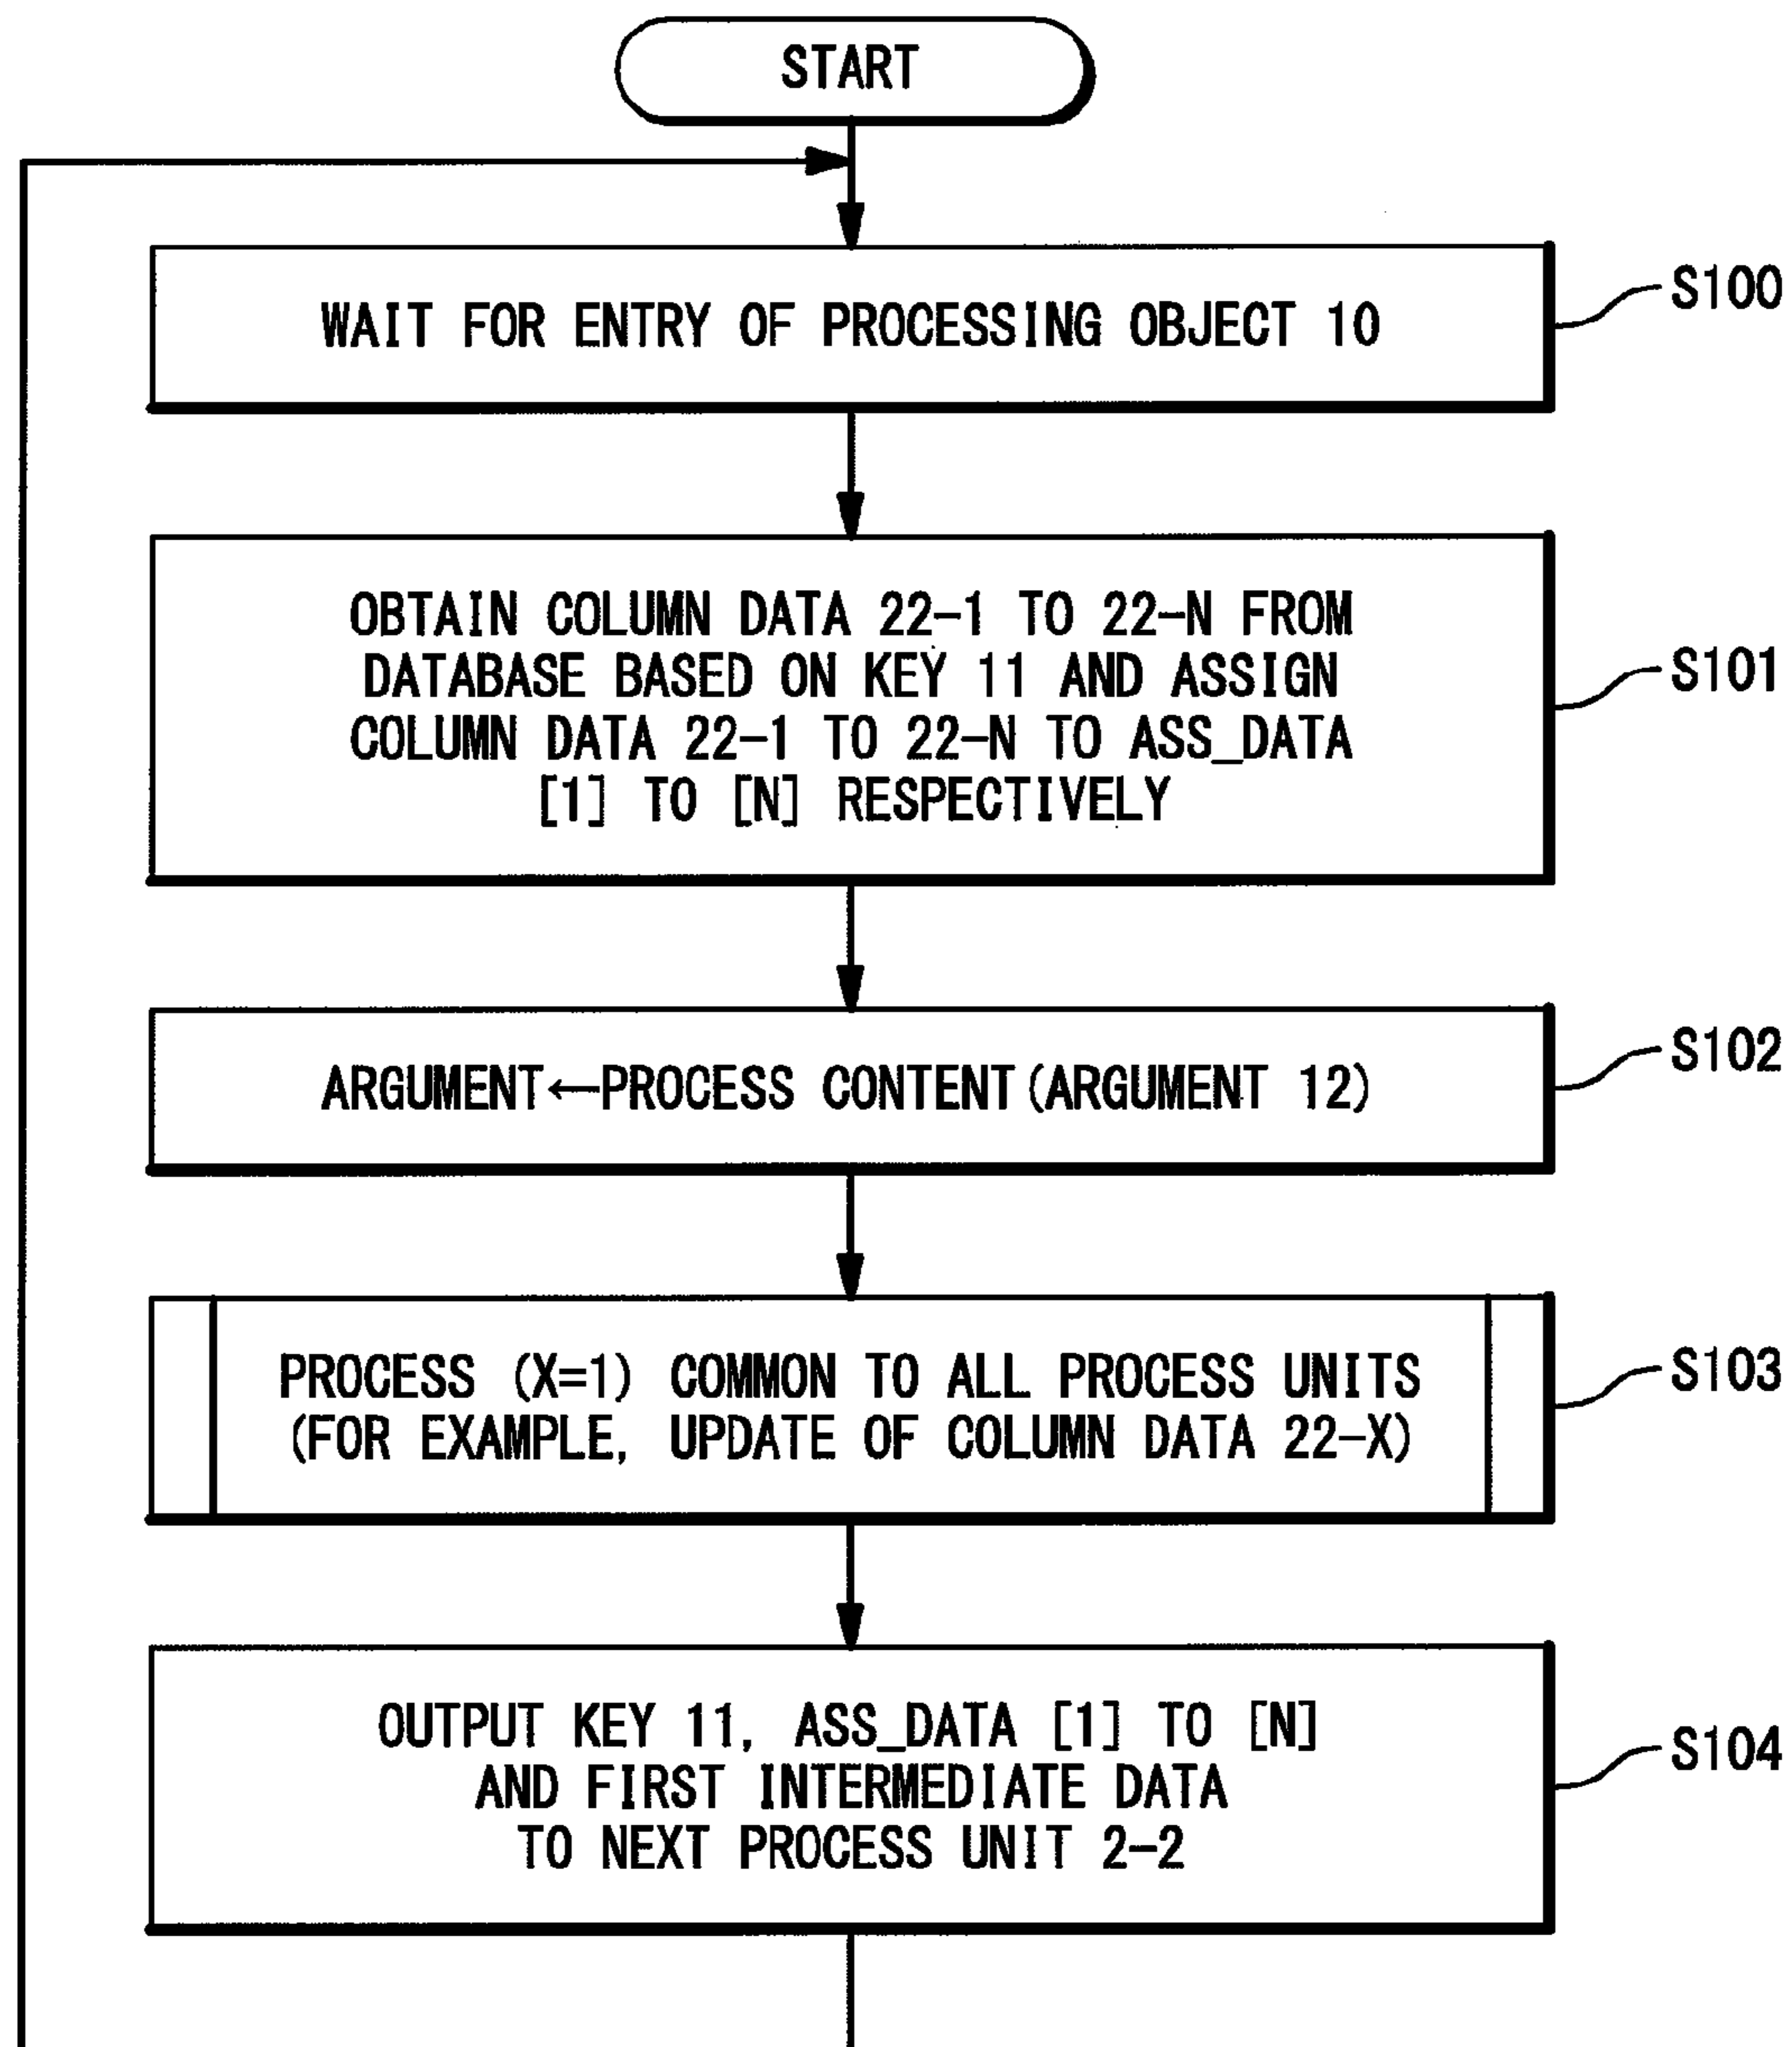 START
WAIT FOR ENTRY OF PROCESSING OBJECT 10
S100
OBTAIN COLUMN DATA 22-1 TO 22-N FROM
DATABASE BASED ON KEY 11 AND ASSIGN
COLUMN DATA 22-1 TO 22-N TO ASS_DATA
[1] TO [N] RESPECTIVELY
S101
ARGUMENT←PROCESS CONTENT(ARGUMENT 12)
S102
PROCESS (X=1) COMMON TO ALL PROCESS UNITS
(FOR EXAMPLE, UPDATE OF COLUMN DATA 22-X)
S103
OUTPUT KEY 11, ASS_DATA [1] TO [N]
AND FIRST INTERMEDIATE DATA
TO NEXT PROCESS UNIT 2-2
S104